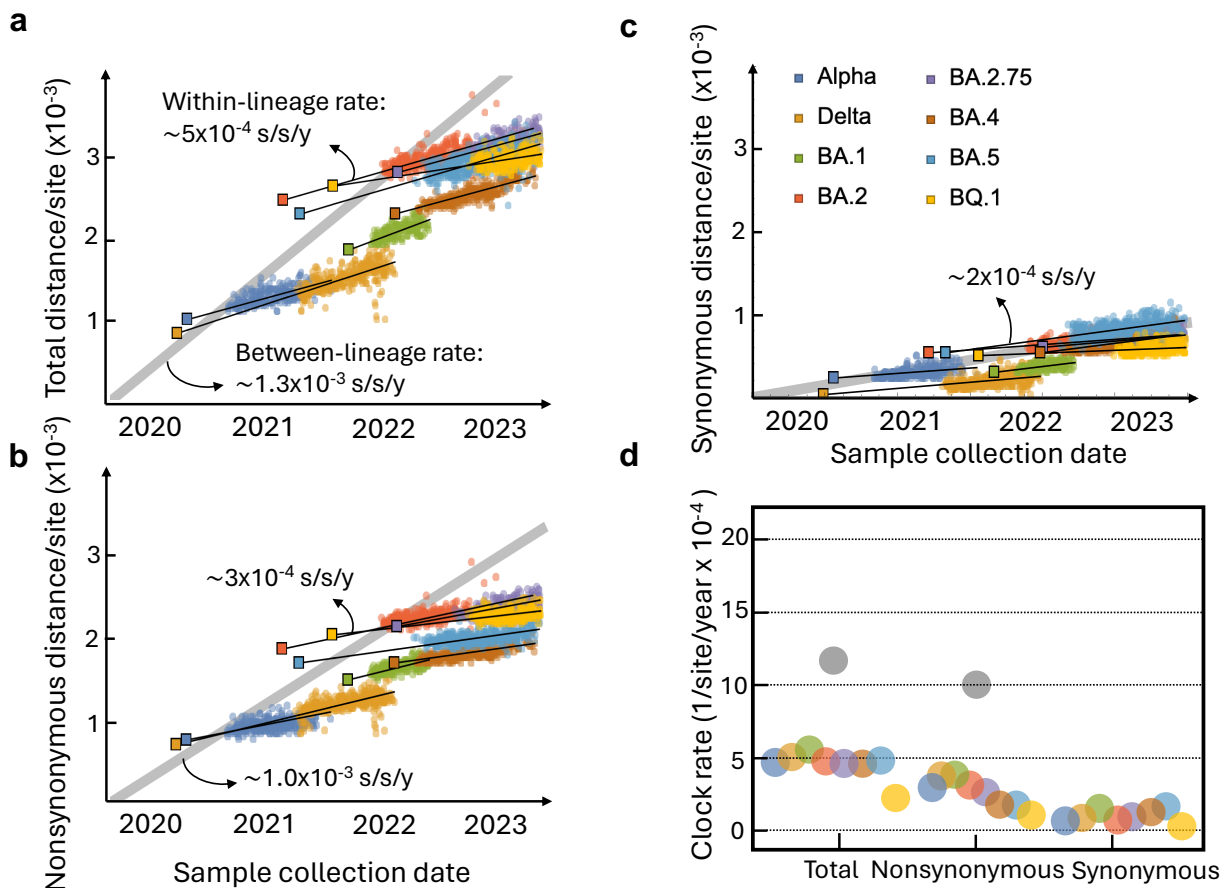 a
Total distance/site (x10⁻³)
3
2
1
Within-lineage rate:
~5x10⁻⁴ s/s/y
Between-lineage rate:
~1.3x10⁻³ s/s/y
2020 2021 2022 2023
b
Nonsynonymous distance/site (x10⁻³)
3
2
1
~3x10⁻⁴ s/s/y
~1.0x10⁻³ s/s/y
2020 2021 2022 2023
Sample collection date
c
Synonymous distance/site (x10⁻³)
3
2
1
Alpha
Delta
BA.1
BA.2
BA.2.75
BA.4
BA.5
BQ.1
~2x10⁻⁴ s/s/y
2020 2021 2022 2023
Sample collection date
d
Clock rate (1/site/year x 10⁻⁴)
20
15
10
5
0
Total Nonsynonymous Synonymous